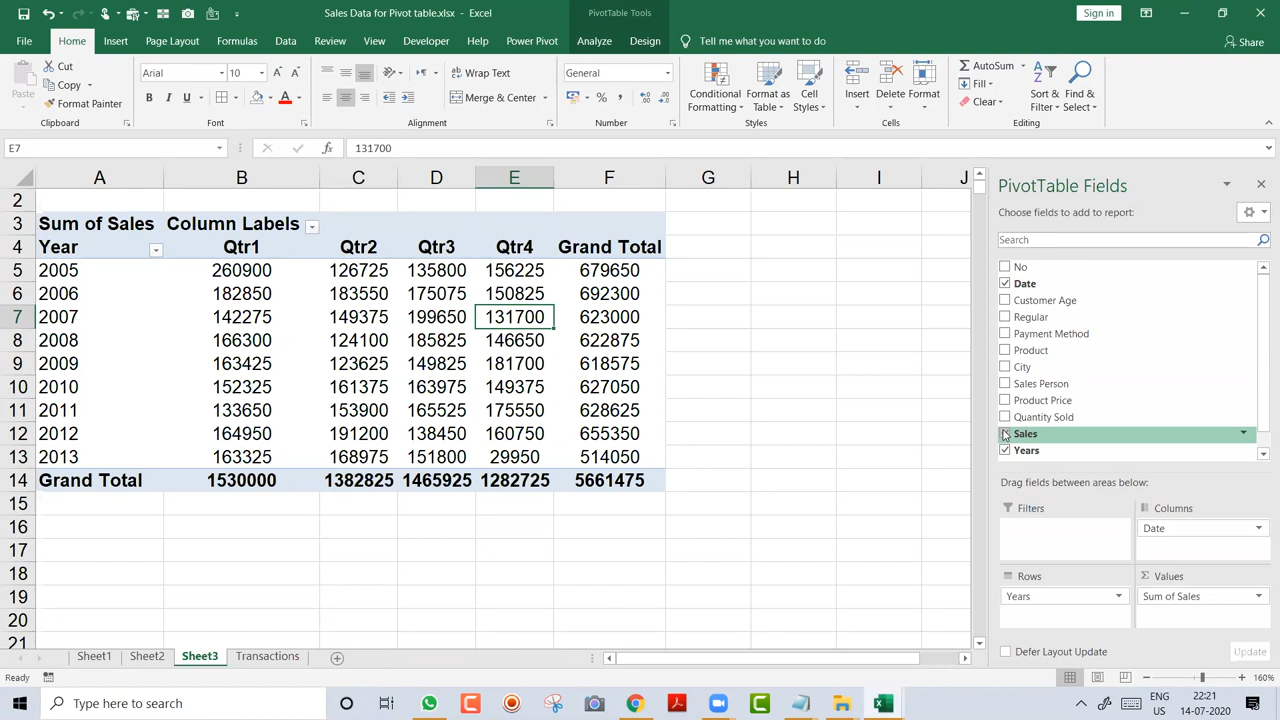 Sales Data for Pivot table.xlsx - Excel
PivotTable Tools
Sign in
File Home Insert Page Layout Formulas Data Review View Developer Help Power Pivot Analyze Design Tell me what you want to do Share
Paste
Cut
Copy
Format Painter
Clipboard
Arial 10
B I U
Font
Wrap Text
Merge & Center
Alignment
General
Number
Conditional Formatting
Format as Table
Cell Styles
Styles
Insert
Delete
Format
Cells
AutoSum
Fill
Clear
Sort & Filter
Find & Select
Editing
E7 fx 131700
A B C D E F G H I J
2
3 Sum of Sales Column Labels
4 Year Qtr1 Qtr2 Qtr3 Qtr4 Grand Total
5 2005 260900 126725 135800 156225 679650
6 2006 182850 183550 175075 150825 692300
7 2007 142275 149375 199650 131700 623000
8 2008 166300 124100 185825 146650 622875
9 2009 163425 123625 149825 181700 618575
10 2010 152325 161375 163975 149375 627050
11 2011 133650 153900 165525 175550 628625
12 2012 164950 191200 138450 160750 655350
13 2013 163325 168975 151800 29950 514050
14 Grand Total 1530000 1382825 1465925 1282725 5661475
15
16
17
18
19
20
21
PivotTable Fields
Choose fields to add to report:
Search
No
Date
Customer Age
Regular
Payment Method
Product
City
Sales Person
Product Price
Quantity Sold
Sales
Years
Drag fields between areas below:
Filters
Columns
Date
Rows
Years
Values
Sum of Sales
Defer Layout Update
Update
Sheet1 Sheet2 Sheet3 Transactions
Ready
160%
Type here to search
ENG
US
22:21
14-07-2020